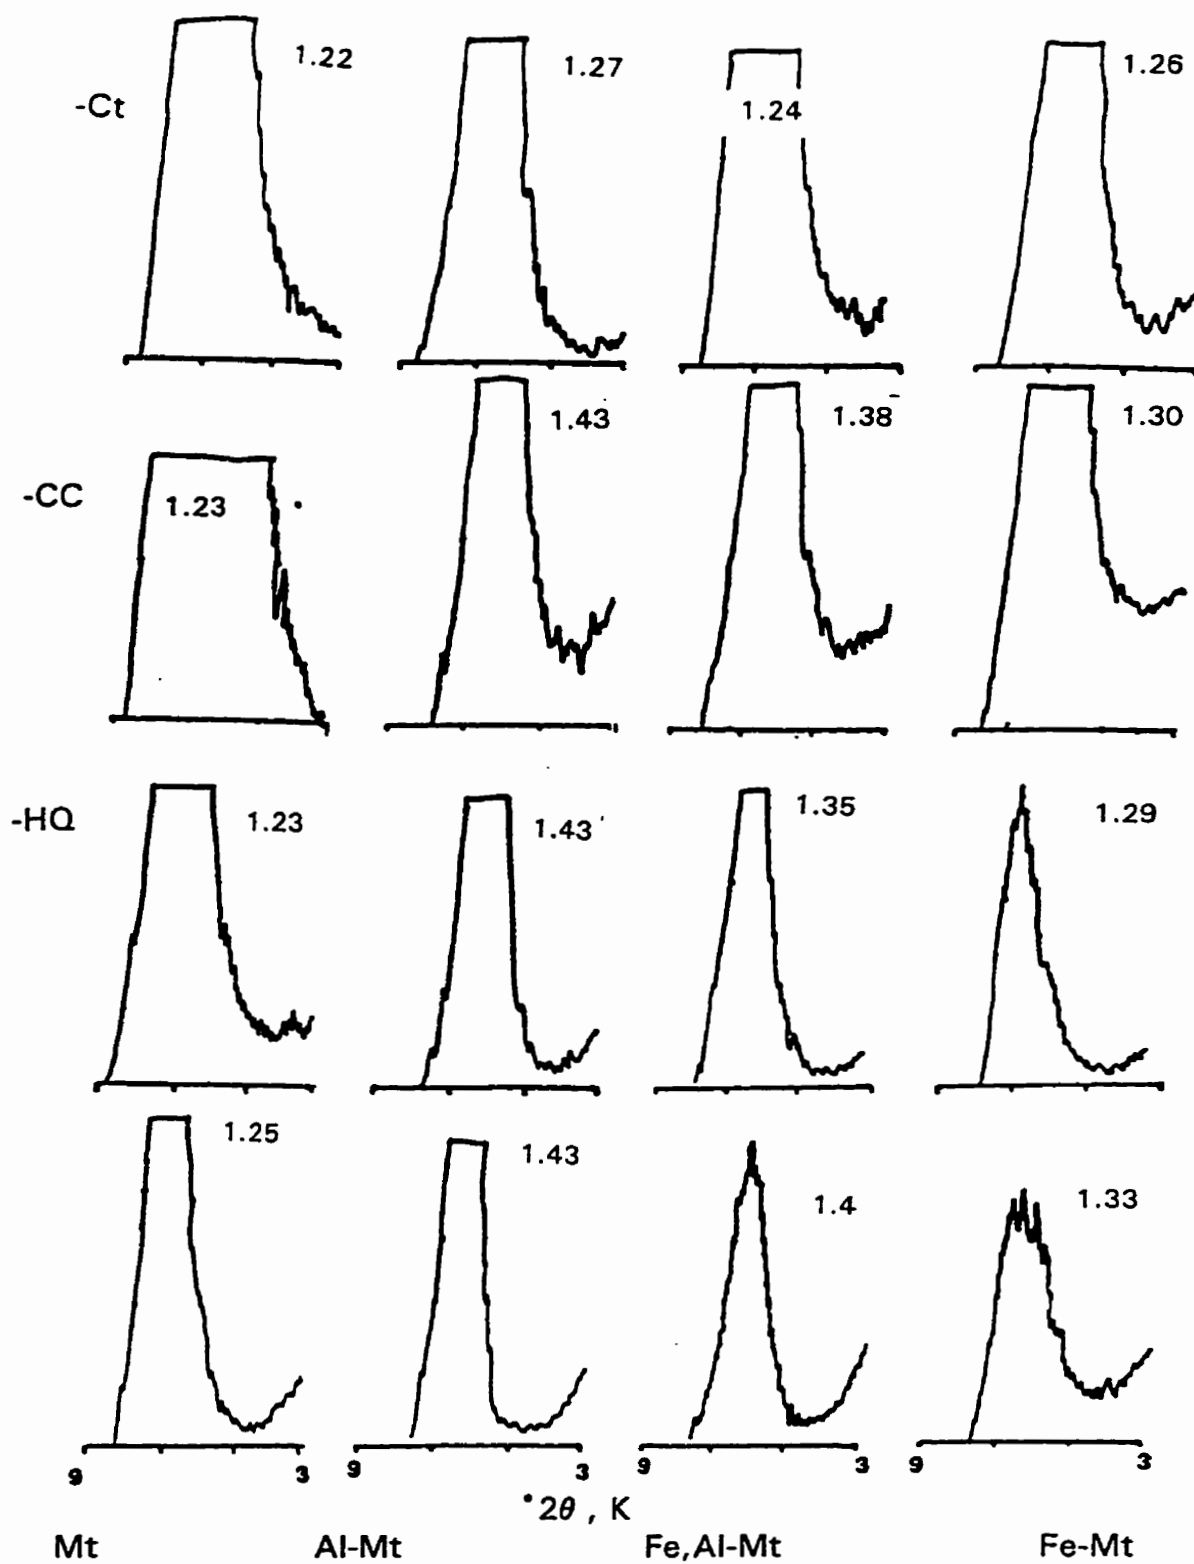 1.22 1.27 1.24 1.26
-Ct
1.43 1.38 1.30
-CC 1.23
-HQ 1.23 1.43 1.35 1.29
1.25 1.43 1.4 1.33
9 3 9 3 9 3 9 3
°2θ, K
Mt Al-Mt Fe,Al-Mt Fe-Mt